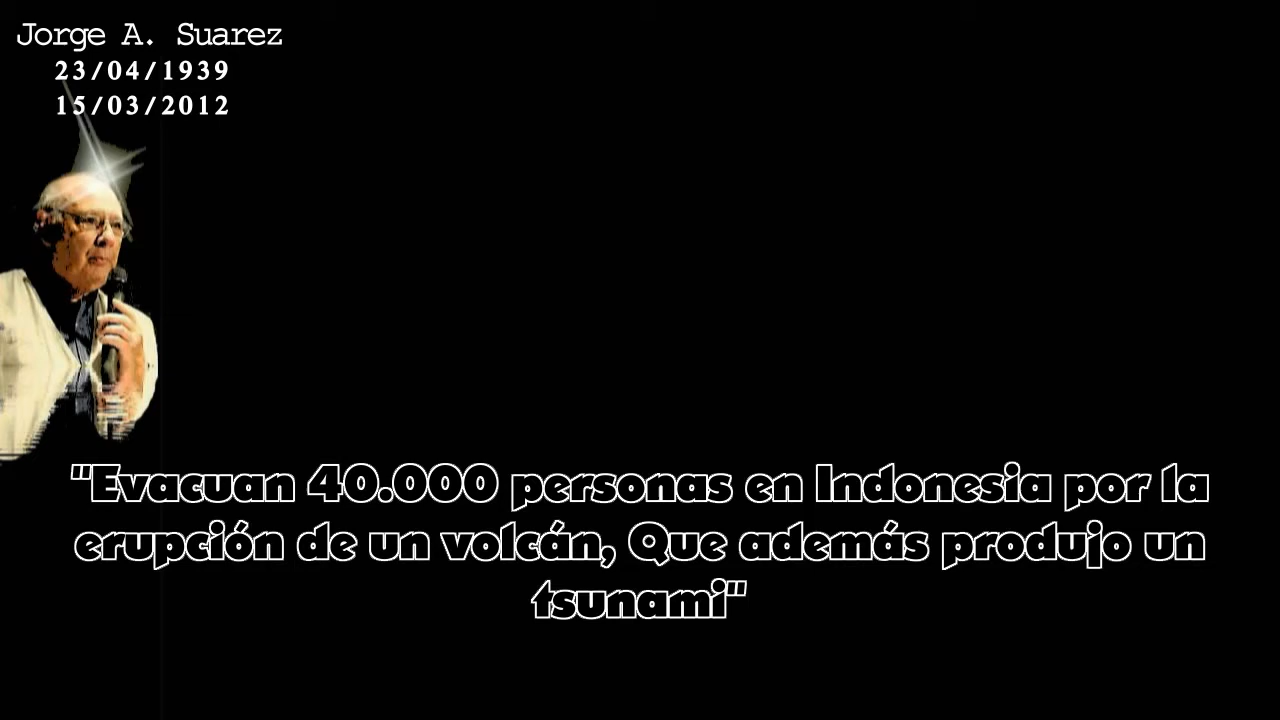 Jorge A. Suarez
23/04/1939
15/03/2012
"Evacuan 40.000 personas en Indonesia por la
erupción de un volcán, Que además produjo un
tsunami"